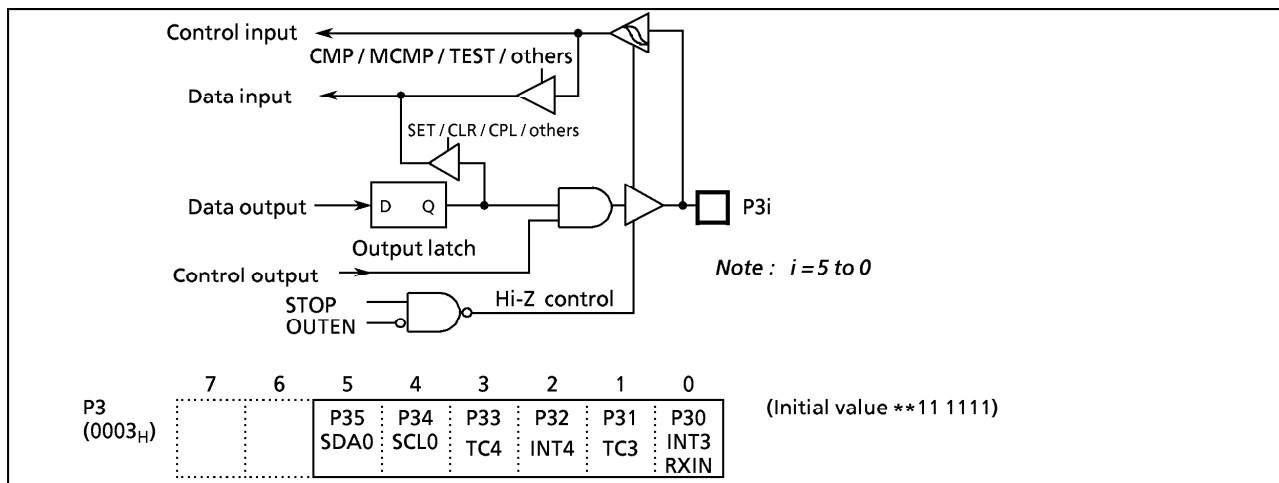 Control input
CMP / MCMP / TEST / others
Data input
SET / CLR / CPL / others
Data output
D Q
P3i
Output latch
Control output
Note : i = 5 to 0
STOP
OUTEN
Hi-Z control
7 6 5 4 3 2 1 0
P3
(0003H)
P35 P34 P33 P32 P31 P30
SDA0 SCL0 TC4 INT4 TC3 INT3
RXIN
(Initial value **11 1111)